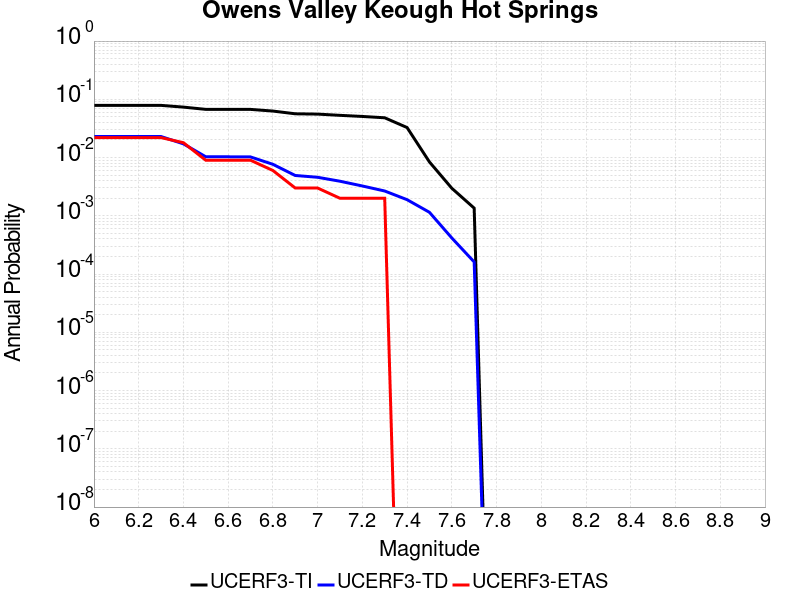 Owens Valley Keough Hot Springs
10^0
10^-1
10^-2
10^-3
10^-4
10^-5
10^-6
10^-7
10^-8
Annual Probability
6 6.2 6.4 6.6 6.8 7 7.2 7.4 7.6 7.8 8 8.2 8.4 8.6 8.8 9
Magnitude
UCERF3-TI UCERF3-TD UCERF3-ETAS